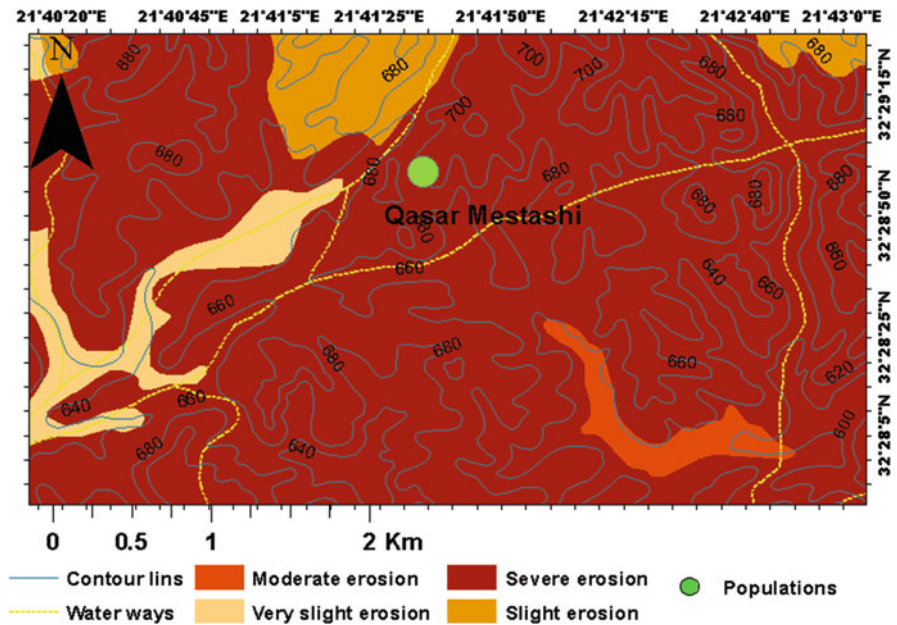 21°40'20"E 21°40'45"E 21°41'25"E 21°41'50"E 21°42'15"E 21°42'40"E 21°43'0"E
N
680
680
680
700
700
680
680
32°29'15"N
700
680
680
680
680
680
680
680
32°28'50"N
Qasar Mestashi
680
660
660
640
660
660
32°28'25"N
680
680
660
620
640
660
680
640
600
32°28'5"N
0 0.5 1 2 Km
Contour lins
Moderate erosion
Severe erosion
Populations
Water ways
Very slight erosion
Slight erosion